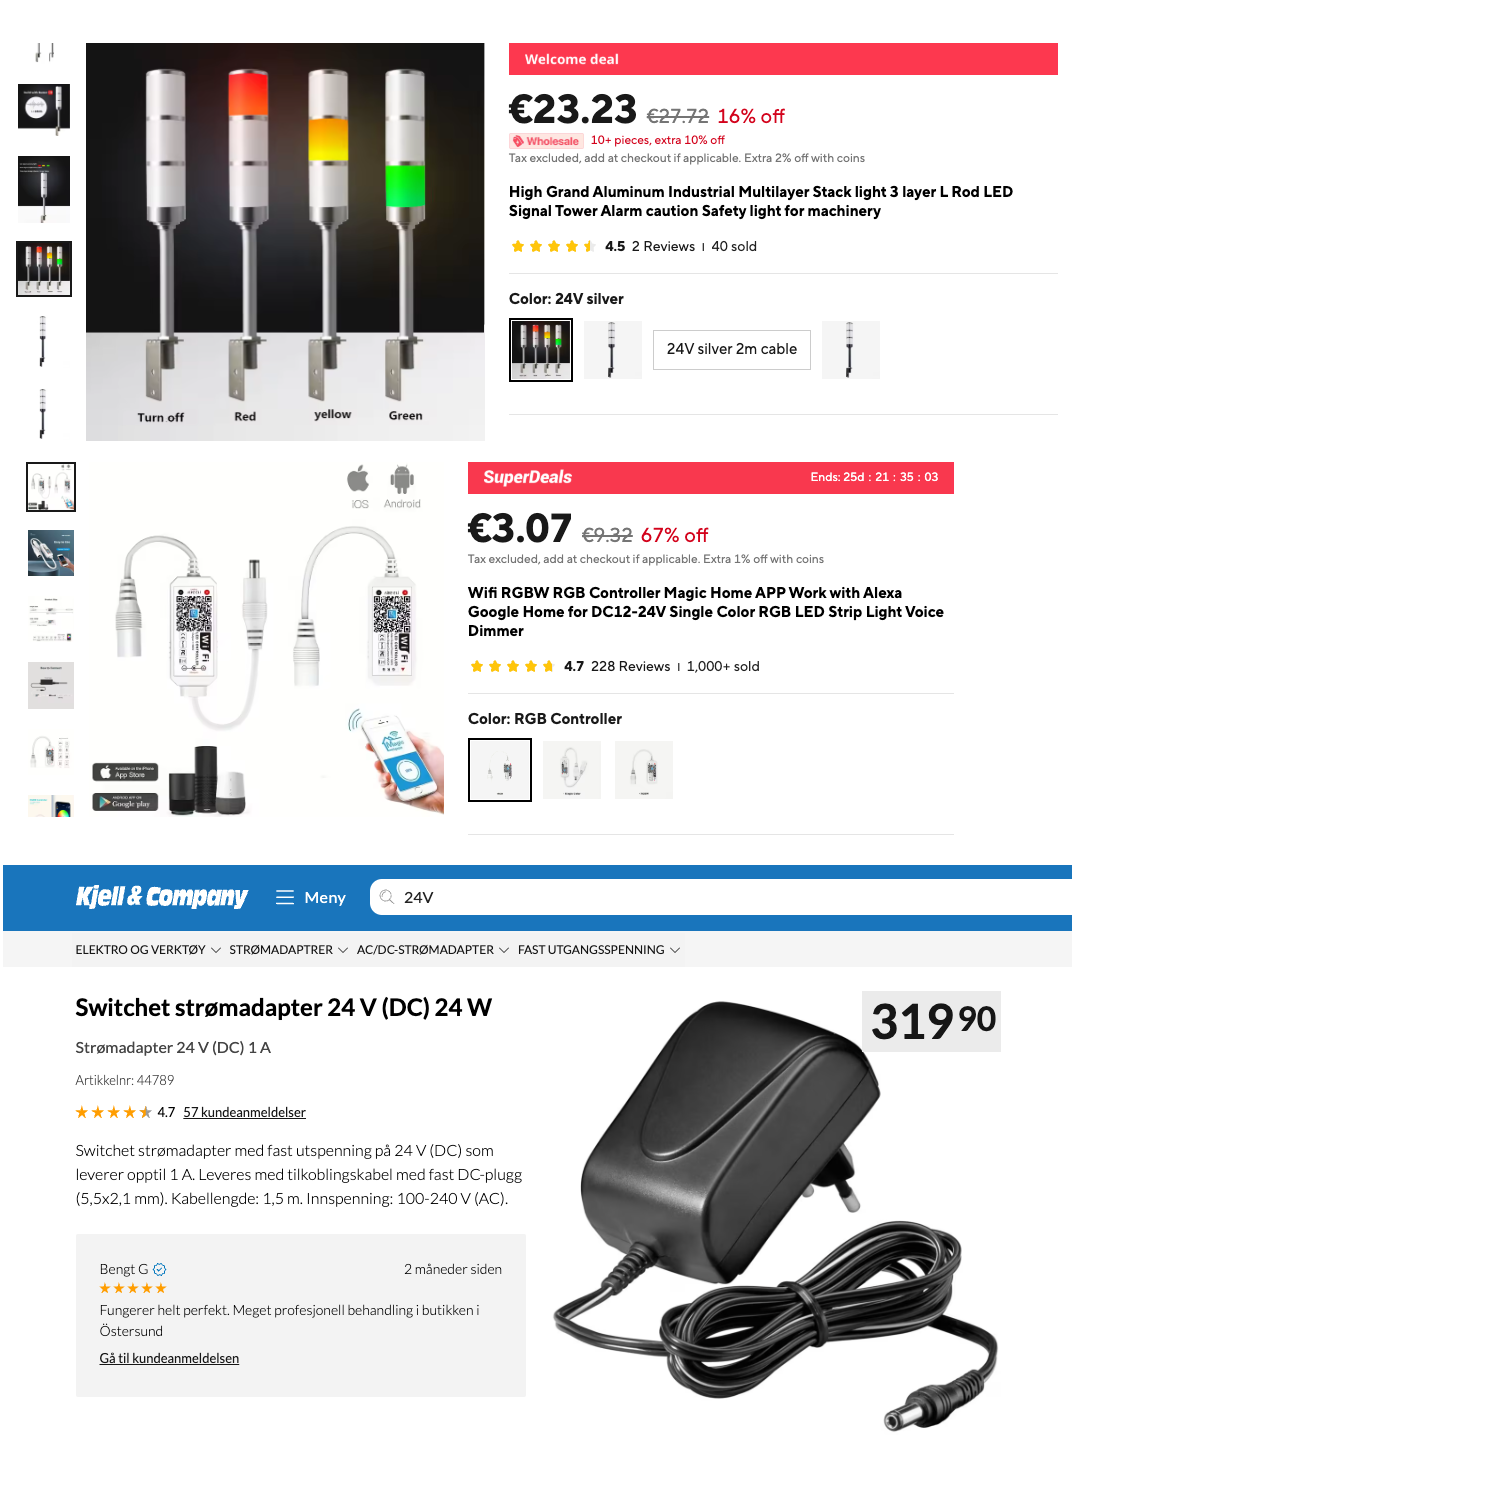 Welcome deal
€23.23 €27.72 16% off
Wholesale 10+ pieces, extra 10% off
Tax excluded, add at checkout if applicable. Extra 2% off with coins
High Grand Aluminum Industrial Multilayer Stack light 3 layer L Rod LED
Signal Tower Alarm caution Safety light for machinery
4.5 2 Reviews | 40 sold
Color: 24V silver
24V silver 2m cable
Turn off Red yellow Green
iOS Android
WiFi
WiFi
Magic
App Store
Google play
SuperDeals Ends: 25d : 21 : 35 : 03
€3.07 €9.32 67% off
Tax excluded, add at checkout if applicable. Extra 1% off with coins
Wifi RGBW RGB Controller Magic Home APP Work with Alexa
Google Home for DC12-24V Single Color RGB LED Strip Light Voice
Dimmer
4.7 228 Reviews | 1,000+ sold
Color: RGB Controller
Kjell & Company Meny 24V
ELEKTRO OG VERKTØY STRØMADAPTRER AC/DC-STRØMADAPTER FAST UTGANGSSPENNING
Switchet strømadapter 24 V (DC) 24 W
319 90
Strømadapter 24 V (DC) 1 A
Artikkelnr: 44789
4.7 57 kundeanmeldelser
Switchet strømadapter med fast utspenning på 24 V (DC) som
leverer opptil 1 A. Leveres med tilkoblingskabel med fast DC-plugg
(5,5x2,1 mm). Kabellengde: 1,5 m. Innspenning: 100-240 V (AC).
Bengt G 2 måneder siden
Fungerer helt perfekt. Meget profesjonell behandling i butikken i
Östersund
Gå til kundeanmeldelsen